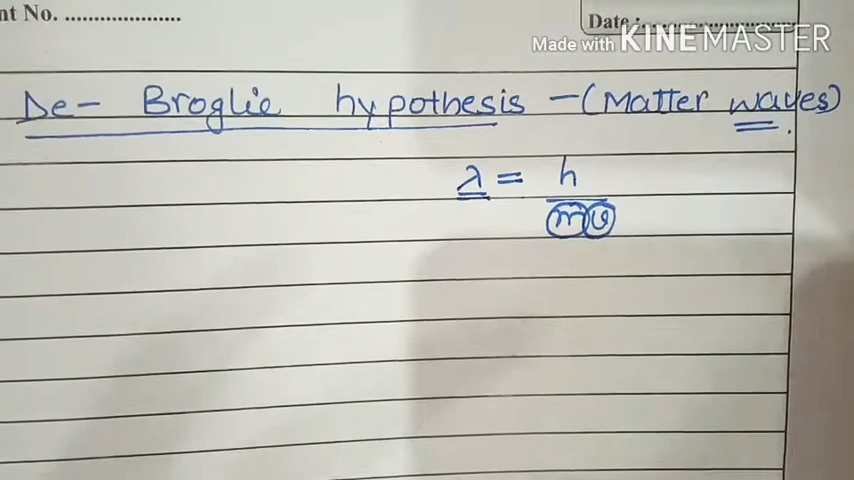 nt No. .....................
Date :.......................
Made with KINEMASTER
De- Broglie hypothesis -(Matter waves)
λ = h
mv